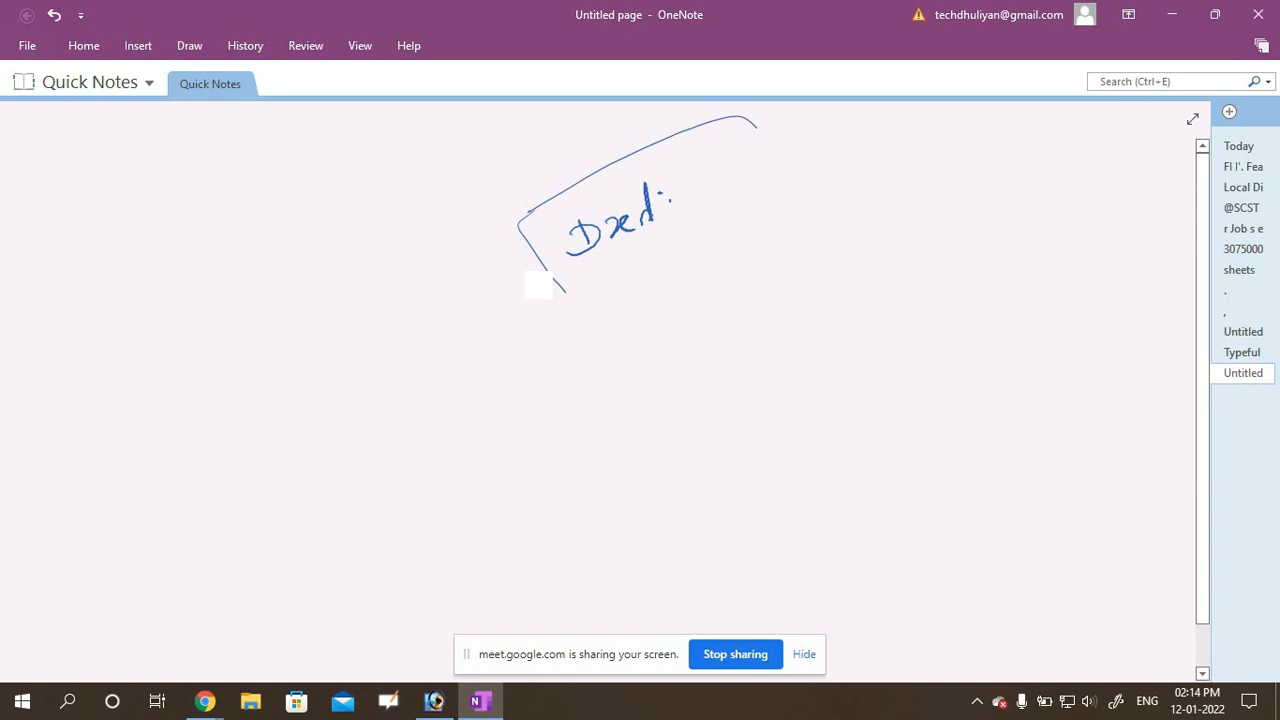 Untitled page - OneNote
techdhuliyan@gmail.com
File Home Insert Draw History Review View Help
Quick Notes
Quick Notes
Search (Ctrl+E)
Today
Fl l'. Fea
Local Di
@SCST
r Job s e
3075000
sheets
.
,
Untitled
Typeful
Untitled
meet.google.com is sharing your screen.
Stop sharing
Hide
ENG
02:14 PM
12-01-2022